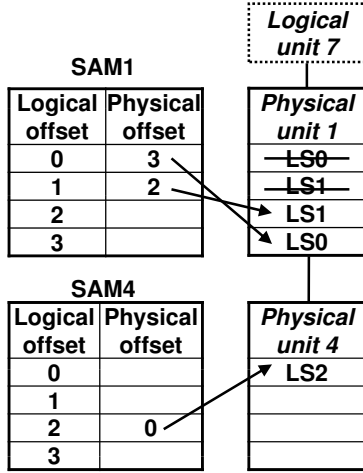 Logical
unit 7
SAM1
Logical Physical
offset offset
0 3
1 2
2
3
Physical
unit 1
LS0
LS1
LS1
LS0
SAM4
Logical Physical
offset offset
0
1
2 0
3
Physical
unit 4
LS2